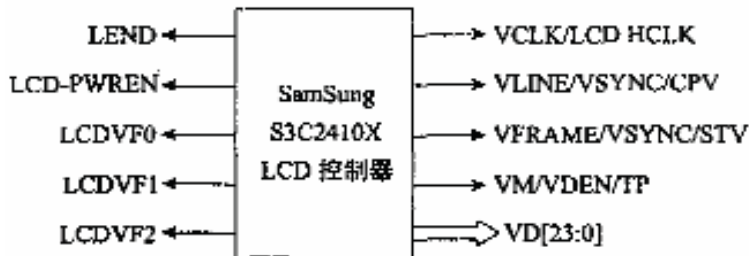 LEND
LCD-PWREN
LCDVF0
LCDVF1
LCDVF2
SamSung
S3C2410X
LCD 控制器
VCLK/LCD HCLK
VLINE/VSYNC/CPV
VFRAME/VSYNC/STV
VM/VDEN/TP
VD[23:0]